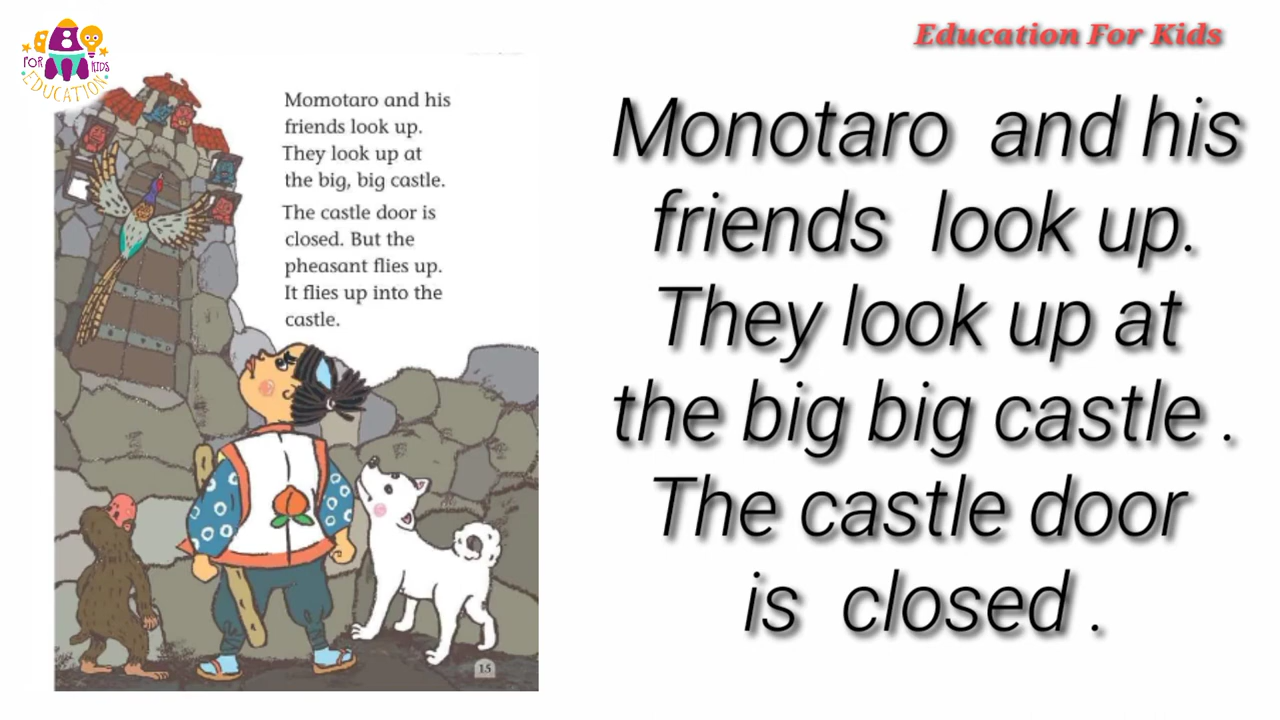 FOR KIDS
EDUCATION
Education For Kids
Momotaro and his
friends look up.
They look up at
the big, big castle.
The castle door is
closed. But the
pheasant flies up.
It flies up into the
castle.
15
Monotaro and his
friends look up.
They look up at
the big big castle .
The castle door
is closed .